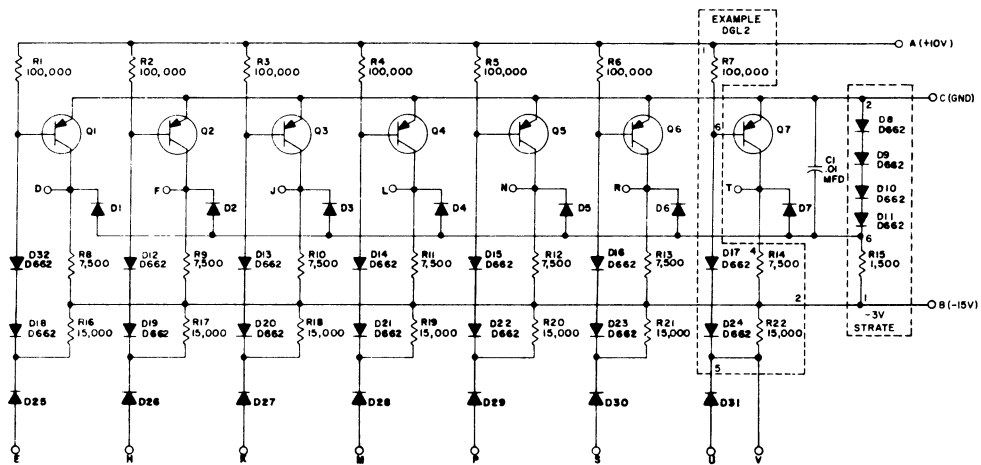 EXAMPLE
DGL2
1
A (+10V)
R1
100,000
R2
100,000
R3
100,000
R4
100,000
R5
100,000
R6
100,000
R7
100,000
C (GND)
2
Q1
Q2
Q3
Q4
Q5
Q6
6
Q7
C1
.01
MFD
D8
D662
D9
D662
D10
D662
D11
D662
D
F
J
L
N
R
T
D1
D2
D3
D4
D5
D6
D7
6
D32
D662
R8
7,500
D12
D662
R9
7,500
D13
D662
R10
7,500
D14
D662
R11
7,500
D15
D662
R12
7,500
D16
D662
R13
7,500
D17
D662
4
R14
7,500
R15
1,500
2
1
B (-15V)
D18
D662
R16
15,000
D19
D662
R17
15,000
D20
D662
R18
15,000
D21
D662
R19
15,000
D22
D662
R20
15,000
D23
D662
R21
15,000
D24
D662
R22
15,000
-3V
STRATE
5
D25
D26
D27
D28
D29
D30
D31
E
H
K
M
P
S
U
V